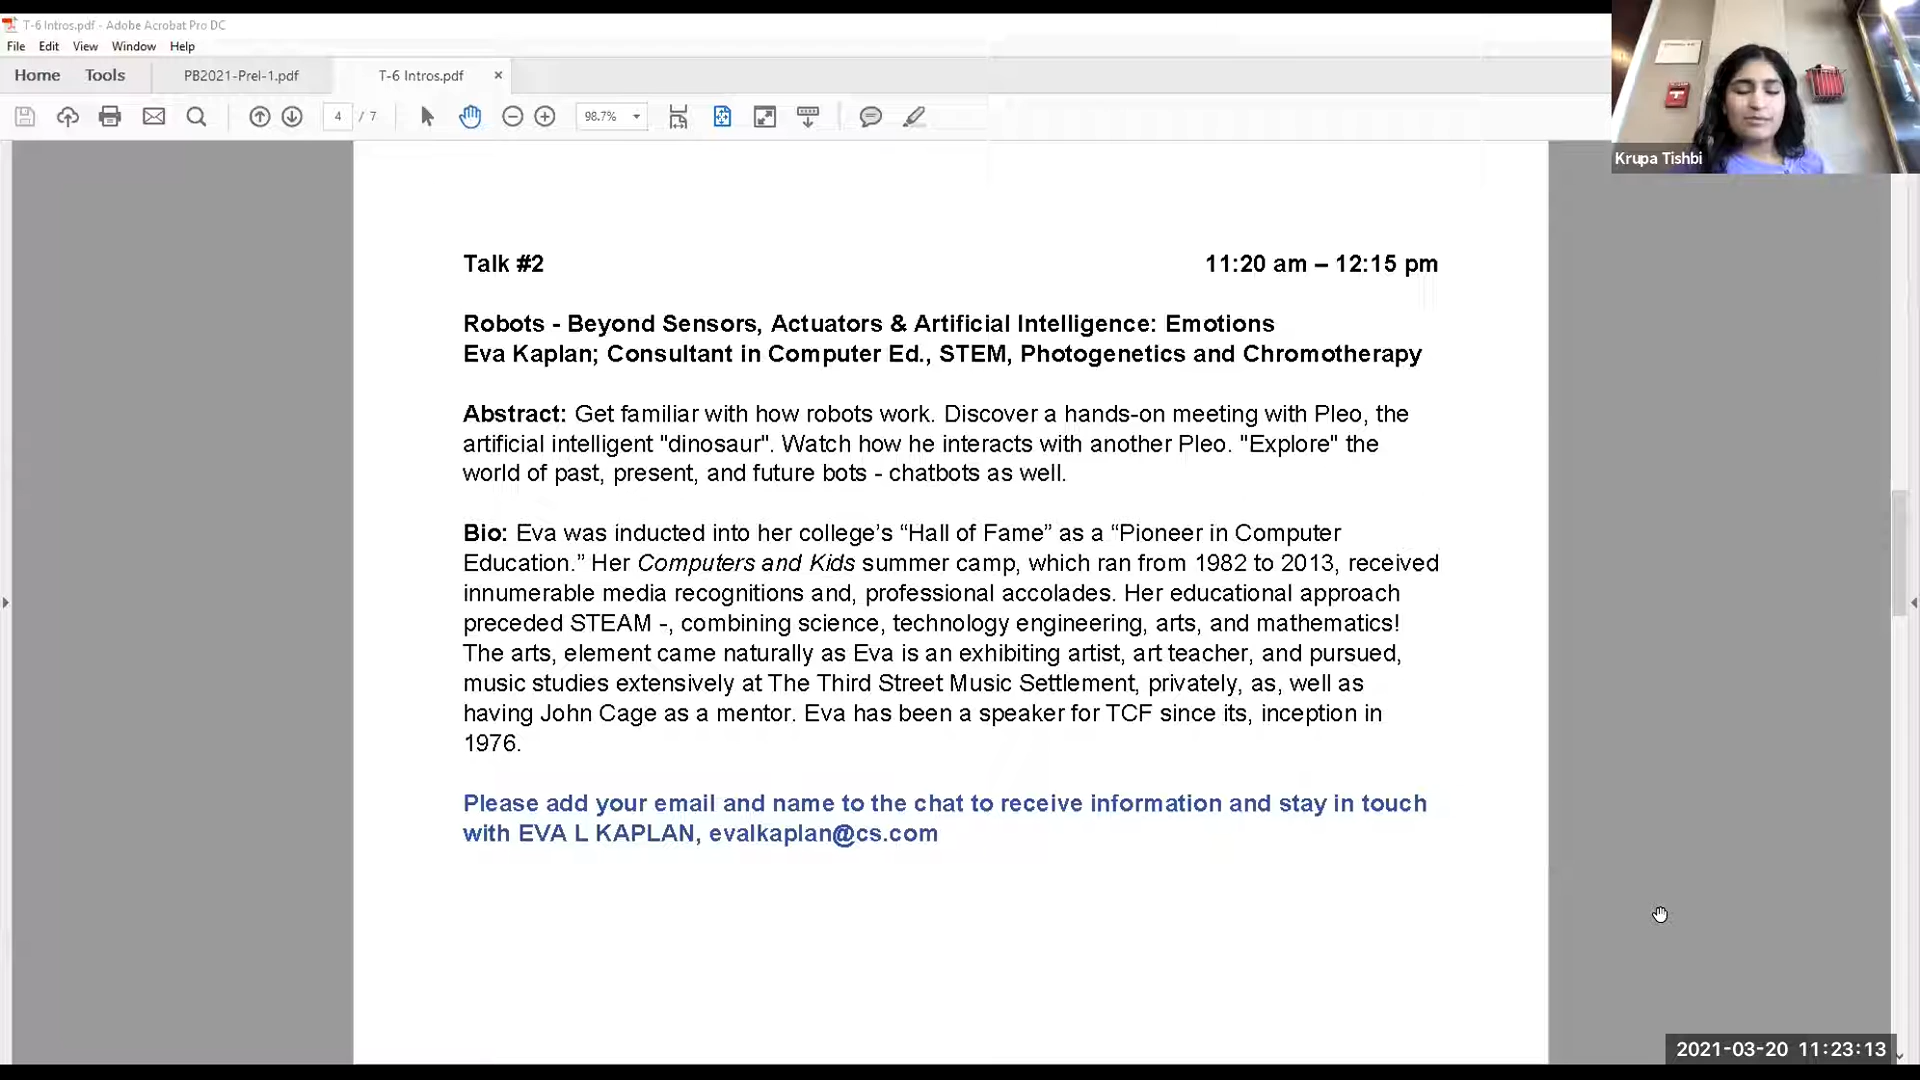 T-6 Intros.pdf - Adobe Acrobat Pro DC
File Edit View Window Help
Home Tools PB2021-Prel-1.pdf T-6 Intros.pdf ×
4 / 7 98.7%
Krupa Tishbi
Talk #2 11:20 am – 12:15 pm
Robots - Beyond Sensors, Actuators & Artificial Intelligence: Emotions
Eva Kaplan; Consultant in Computer Ed., STEM, Photogenetics and Chromotherapy
Abstract: Get familiar with how robots work. Discover a hands-on meeting with Pleo, the
artificial intelligent "dinosaur". Watch how he interacts with another Pleo. "Explore" the
world of past, present, and future bots - chatbots as well.
Bio: Eva was inducted into her college’s “Hall of Fame” as a “Pioneer in Computer
Education.” Her Computers and Kids summer camp, which ran from 1982 to 2013, received
innumerable media recognitions and, professional accolades. Her educational approach
preceded STEAM -, combining science, technology engineering, arts, and mathematics!
The arts, element came naturally as Eva is an exhibiting artist, art teacher, and pursued,
music studies extensively at The Third Street Music Settlement, privately, as, well as
having John Cage as a mentor. Eva has been a speaker for TCF since its, inception in
1976.
Please add your email and name to the chat to receive information and stay in touch
with EVA L KAPLAN, evalkaplan@cs.com
2021-03-20 11:23:13